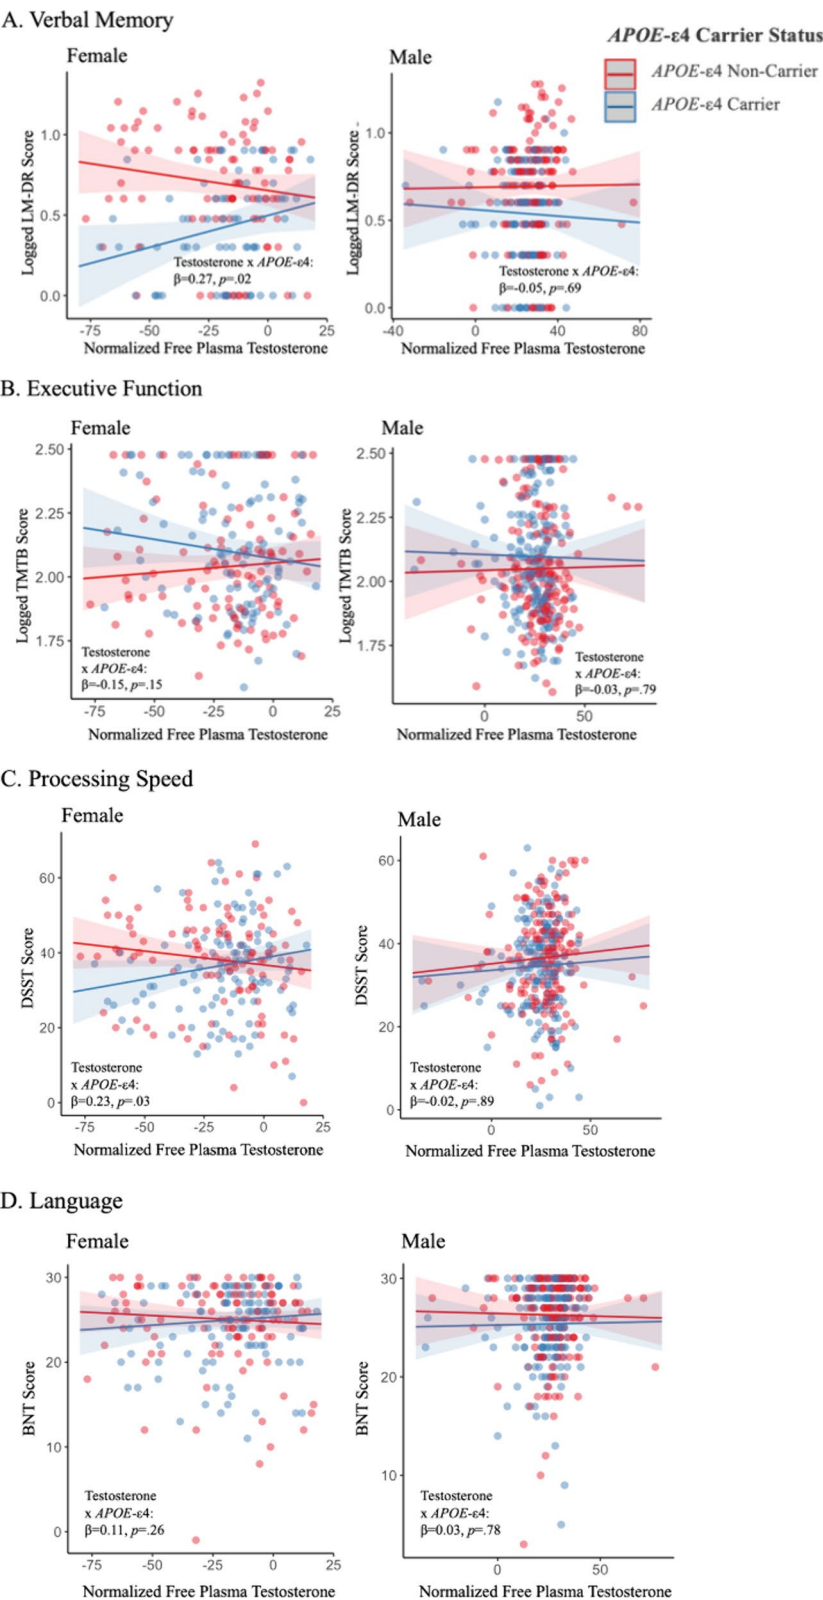 A. Verbal Memory
Female
Male
APOE-ε4 Carrier Status
APOE-ε4 Non-Carrier
APOE-ε4 Carrier
Logged LM-DR Score
1.0
0.5
0.0
Testosterone x APOE-ε4:
β=0.27, p=.02
-75 -50 -25 0 25
Normalized Free Plasma Testosterone
Logged LM-DR Score
1.0
0.5
0.0
Testosterone x APOE-ε4:
β=-0.05, p=.69
-40 0 40 80
Normalized Free Plasma Testosterone
B. Executive Function
Female
Male
Logged TMTB Score
2.50
2.25
2.00
1.75
Testosterone
x APOE-ε4:
β=-0.15, p=.15
-75 -50 -25 0 25
Normalized Free Plasma Testosterone
Logged TMTB Score
2.50
2.25
2.00
1.75
Testosterone
x APOE-ε4:
β=-0.03, p=.79
0 50
Normalized Free Plasma Testosterone
C. Processing Speed
Female
Male
DSST Score
60
40
20
0
Testosterone
x APOE-ε4:
β=0.23, p=.03
-75 -50 -25 0 25
Normalized Free Plasma Testosterone
DSST Score
60
40
20
0
Testosterone
x APOE-ε4:
β=-0.02, p=.89
0 50
Normalized Free Plasma Testosterone
D. Language
Female
Male
BNT Score
30
20
10
0
Testosterone
x APOE-ε4:
β=0.11, p=.26
-75 -50 -25 0 25
Normalized Free Plasma Testosterone
BNT Score
30
20
10
Testosterone
x APOE-ε4:
β=0.03, p=.78
0 50
Normalized Free Plasma Testosterone